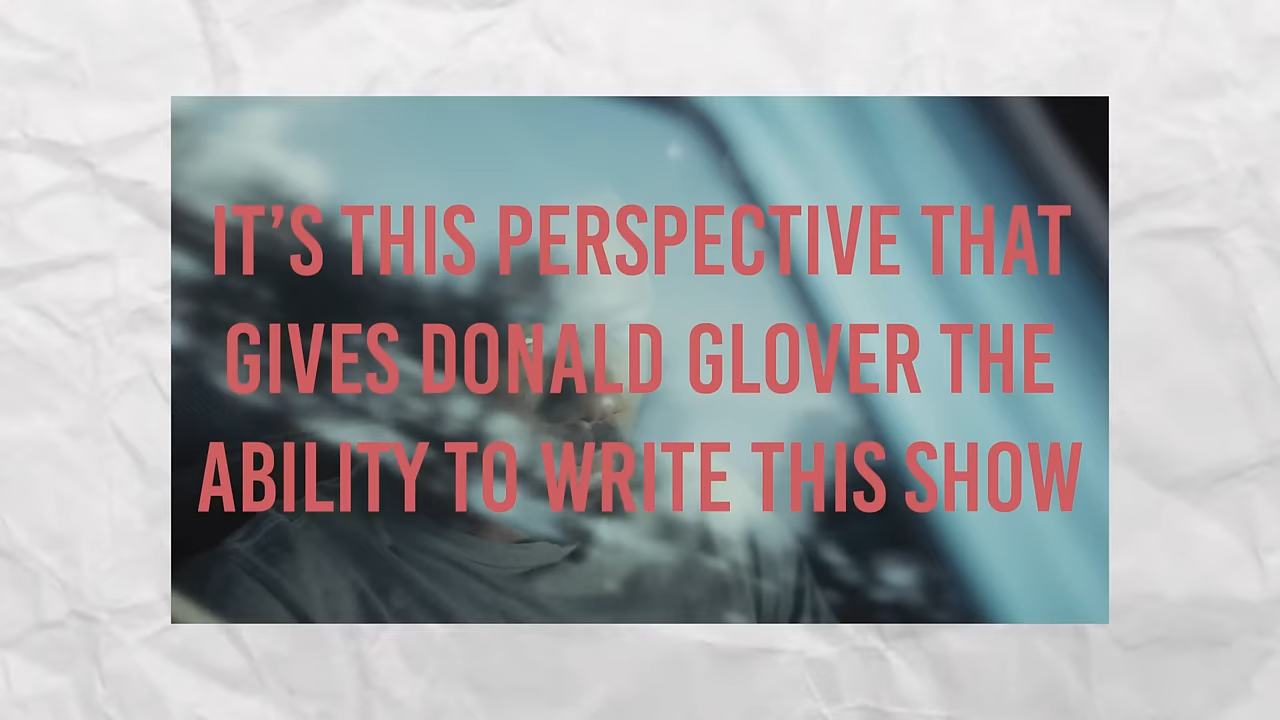 IT'S THIS PERSPECTIVE THAT
GIVES DONALD GLOVER THE
ABILITY TO WRITE THIS SHOW